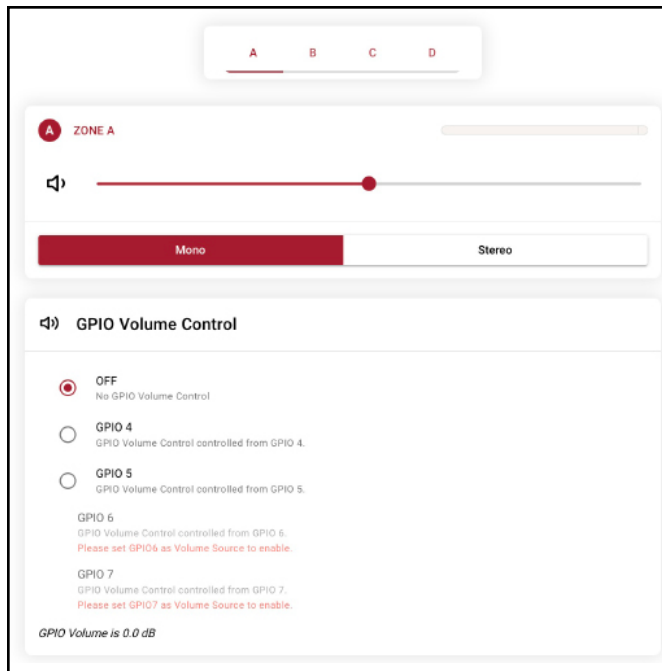 A B C D
A ZONE A
Mono Stereo
GPIO Volume Control
OFF
No GPIO Volume Control
GPIO 4
GPIO Volume Control controlled from GPIO 4.
GPIO 5
GPIO Volume Control controlled from GPIO 5.
GPIO 6
GPIO Volume Control controlled from GPIO 6.
Please set GPIO6 as Volume Source to enable.
GPIO 7
GPIO Volume Control controlled from GPIO 7.
Please set GPIO7 as Volume Source to enable.
GPIO Volume is 0.0 dB